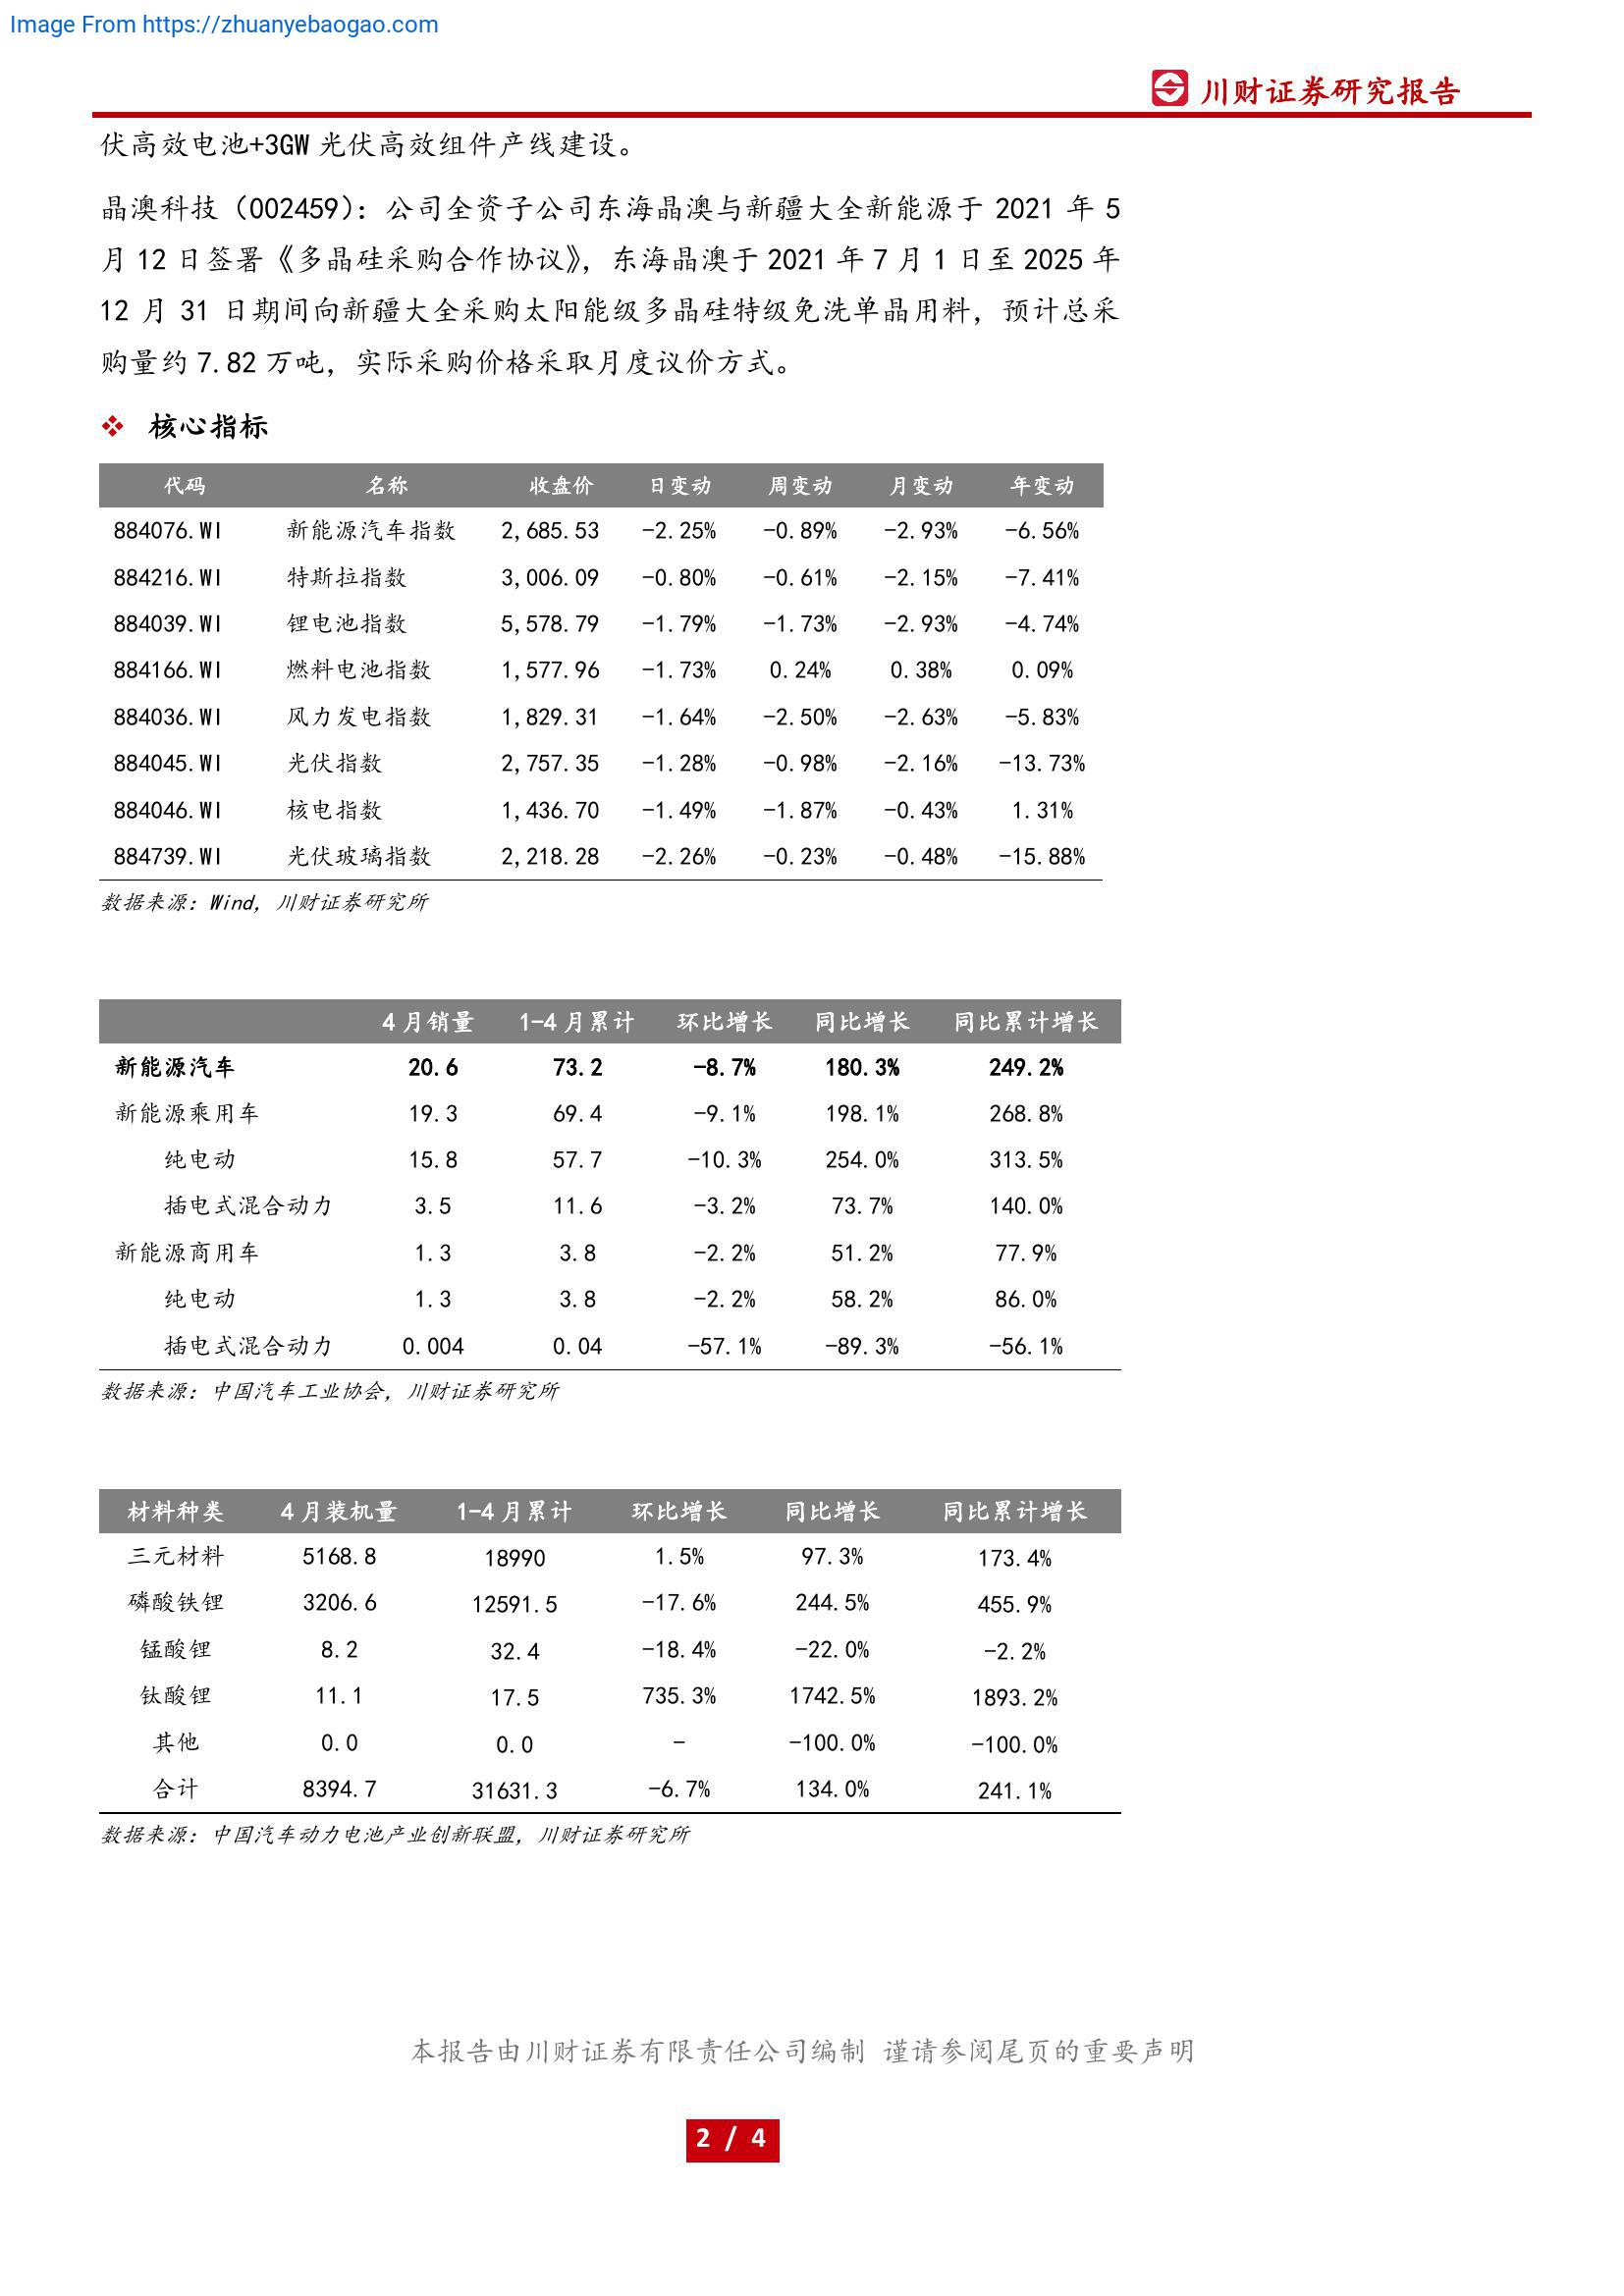 Image From https://zhuanyebaogao.com
川财证券研究报告
伏高效电池+3GW 光伏高效组件产线建设。
晶澳科技（002459）：公司全资子公司东海晶澳与新疆大全新能源于 2021 年 5
月 12 日签署《多晶硅采购合作协议》，东海晶澳于 2021 年 7 月 1 日至 2025 年
12 月 31 日期间向新疆大全采购太阳能级多晶硅特级免洗单晶用料，预计总采
购量约 7.82 万吨，实际采购价格采取月度议价方式。
❖ 核心指标
代码 名称 收盘价 日变动 周变动 月变动 年变动
884076.WI 新能源汽车指数 2,685.53 -2.25% -0.89% -2.93% -6.56%
884216.WI 特斯拉指数 3,006.09 -0.80% -0.61% -2.15% -7.41%
884039.WI 锂电池指数 5,578.79 -1.79% -1.73% -2.93% -4.74%
884166.WI 燃料电池指数 1,577.96 -1.73% 0.24% 0.38% 0.09%
884036.WI 风力发电指数 1,829.31 -1.64% -2.50% -2.63% -5.83%
884045.WI 光伏指数 2,757.35 -1.28% -0.98% -2.16% -13.73%
884046.WI 核电指数 1,436.70 -1.49% -1.87% -0.43% 1.31%
884739.WI 光伏玻璃指数 2,218.28 -2.26% -0.23% -0.48% -15.88%
数据来源：Wind，川财证券研究所
4 月销量 1-4 月累计 环比增长 同比增长 同比累计增长
新能源汽车 20.6 73.2 -8.7% 180.3% 249.2%
新能源乘用车 19.3 69.4 -9.1% 198.1% 268.8%
纯电动 15.8 57.7 -10.3% 254.0% 313.5%
插电式混合动力 3.5 11.6 -3.2% 73.7% 140.0%
新能源商用车 1.3 3.8 -2.2% 51.2% 77.9%
纯电动 1.3 3.8 -2.2% 58.2% 86.0%
插电式混合动力 0.004 0.04 -57.1% -89.3% -56.1%
数据来源：中国汽车工业协会，川财证券研究所
材料种类 4 月装机量 1-4 月累计 环比增长 同比增长 同比累计增长
三元材料 5168.8 18990 1.5% 97.3% 173.4%
磷酸铁锂 3206.6 12591.5 -17.6% 244.5% 455.9%
锰酸锂 8.2 32.4 -18.4% -22.0% -2.2%
钛酸锂 11.1 17.5 735.3% 1742.5% 1893.2%
其他 0.0 0.0 - -100.0% -100.0%
合计 8394.7 31631.3 -6.7% 134.0% 241.1%
数据来源：中国汽车动力电池产业创新联盟，川财证券研究所
本报告由川财证券有限责任公司编制 谨请参阅尾页的重要声明
2 / 4